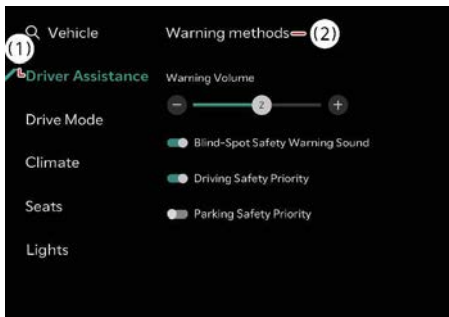 Vehicle
Warning methods
(2)
(1)
Driver Assistance
Warning Volume
2
Drive Mode
Blind-Spot Safety Warning Sound
Climate
Driving Safety Priority
Seats
Parking Safety Priority
Lights